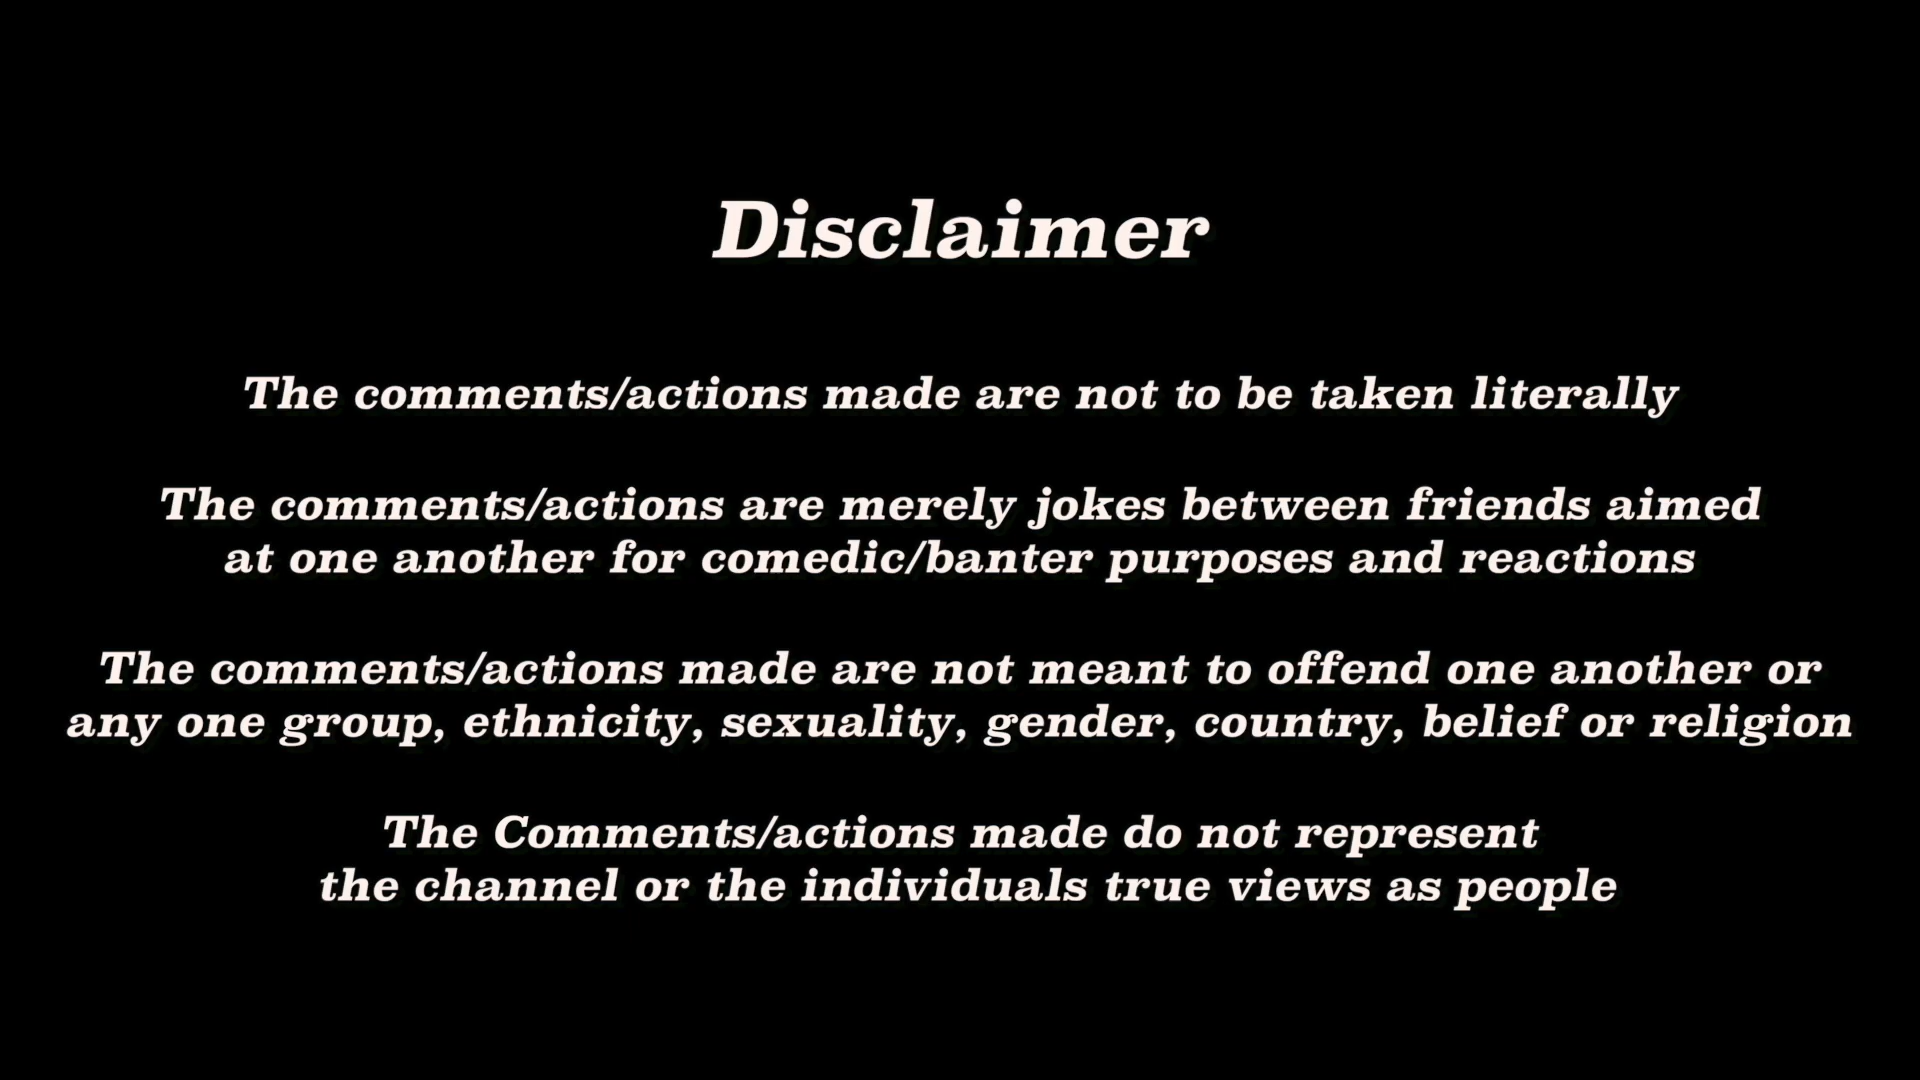 Disclaimer
The comments/actions made are not to be taken literally
The comments/actions are merely jokes between friends aimed
at one another for comedic/banter purposes and reactions
The comments/actions made are not meant to offend one another or
any one group, ethnicity, sexuality, gender, country, belief or religion
The Comments/actions made do not represent
the channel or the individuals true views as people